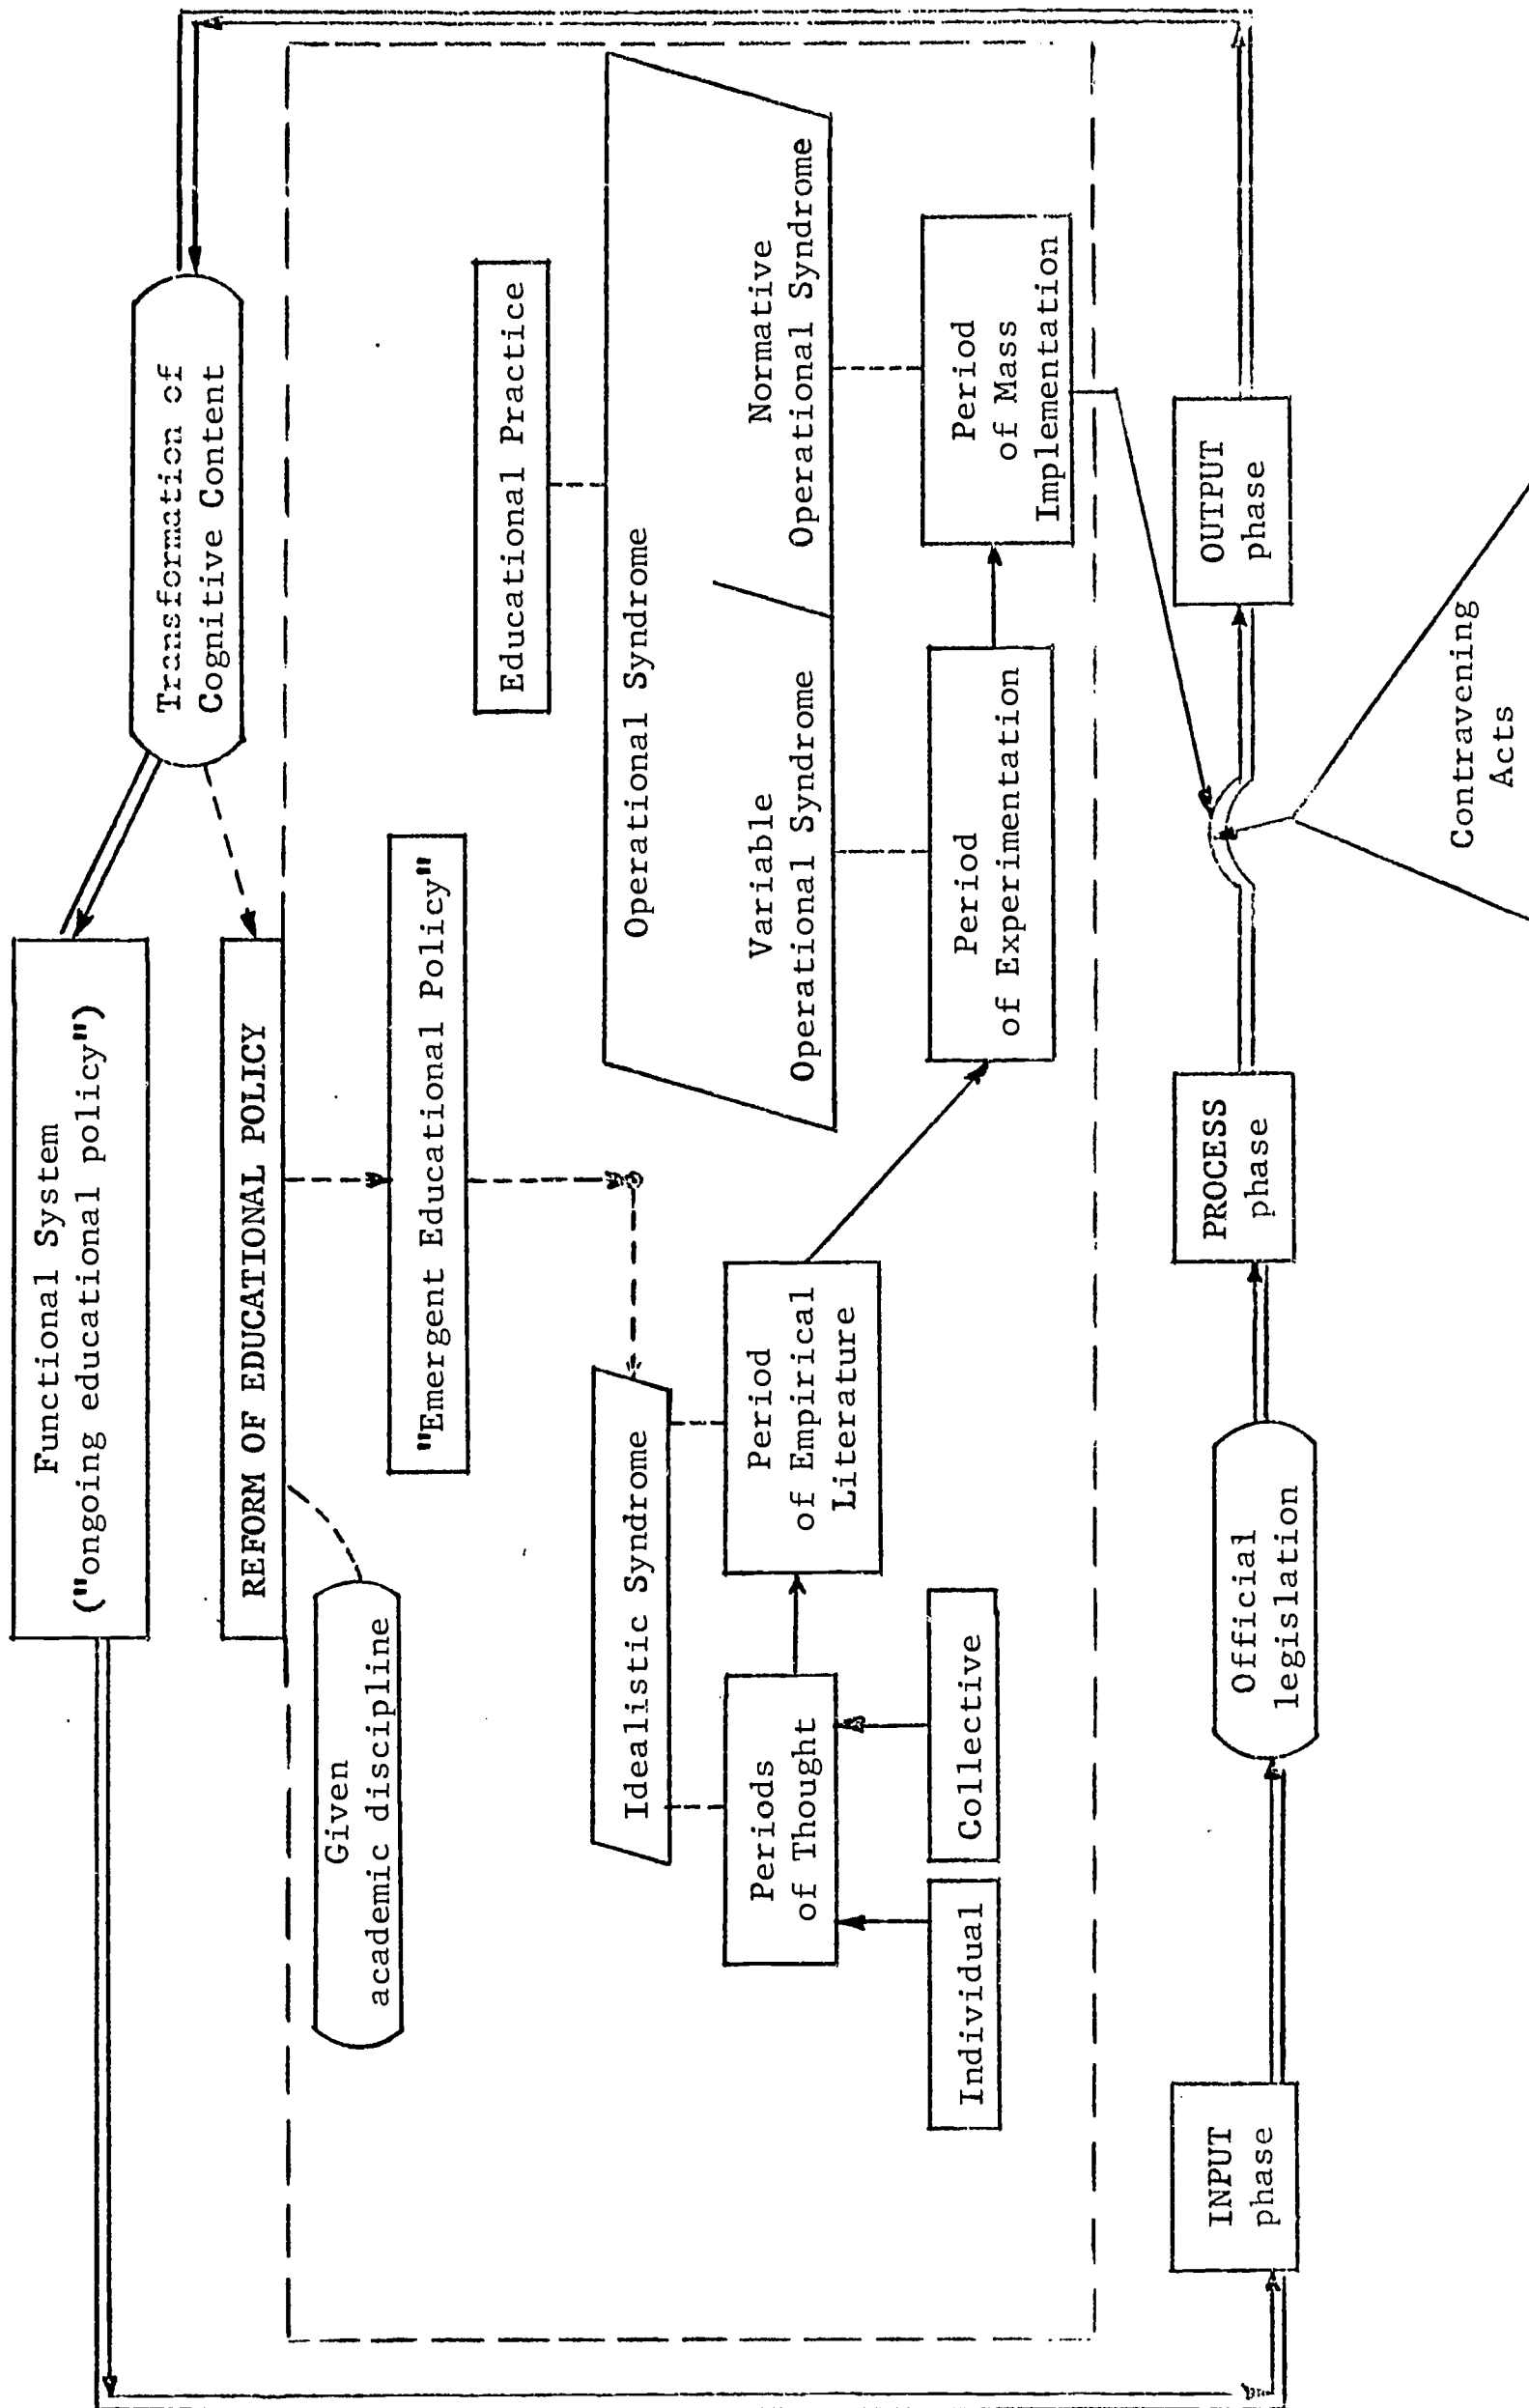 Functional System
("ongoing educational policy")
Transformation of
Cognitive Content
REFORM OF EDUCATIONAL POLICY
Given
academic discipline
"Emergent Educational Policy"
Educational Practice
Idealistic Syndrome
Operational Syndrome
Variable
Operational Syndrome
Normative
Operational Syndrome
Periods
of Thought
Period
of Empirical
Literature
Individual
Collective
Period
of Experimentation
Period
of Mass
Implementation
INPUT
phase
Official
legislation
PROCESS
phase
OUTPUT
phase
Contravening
Acts